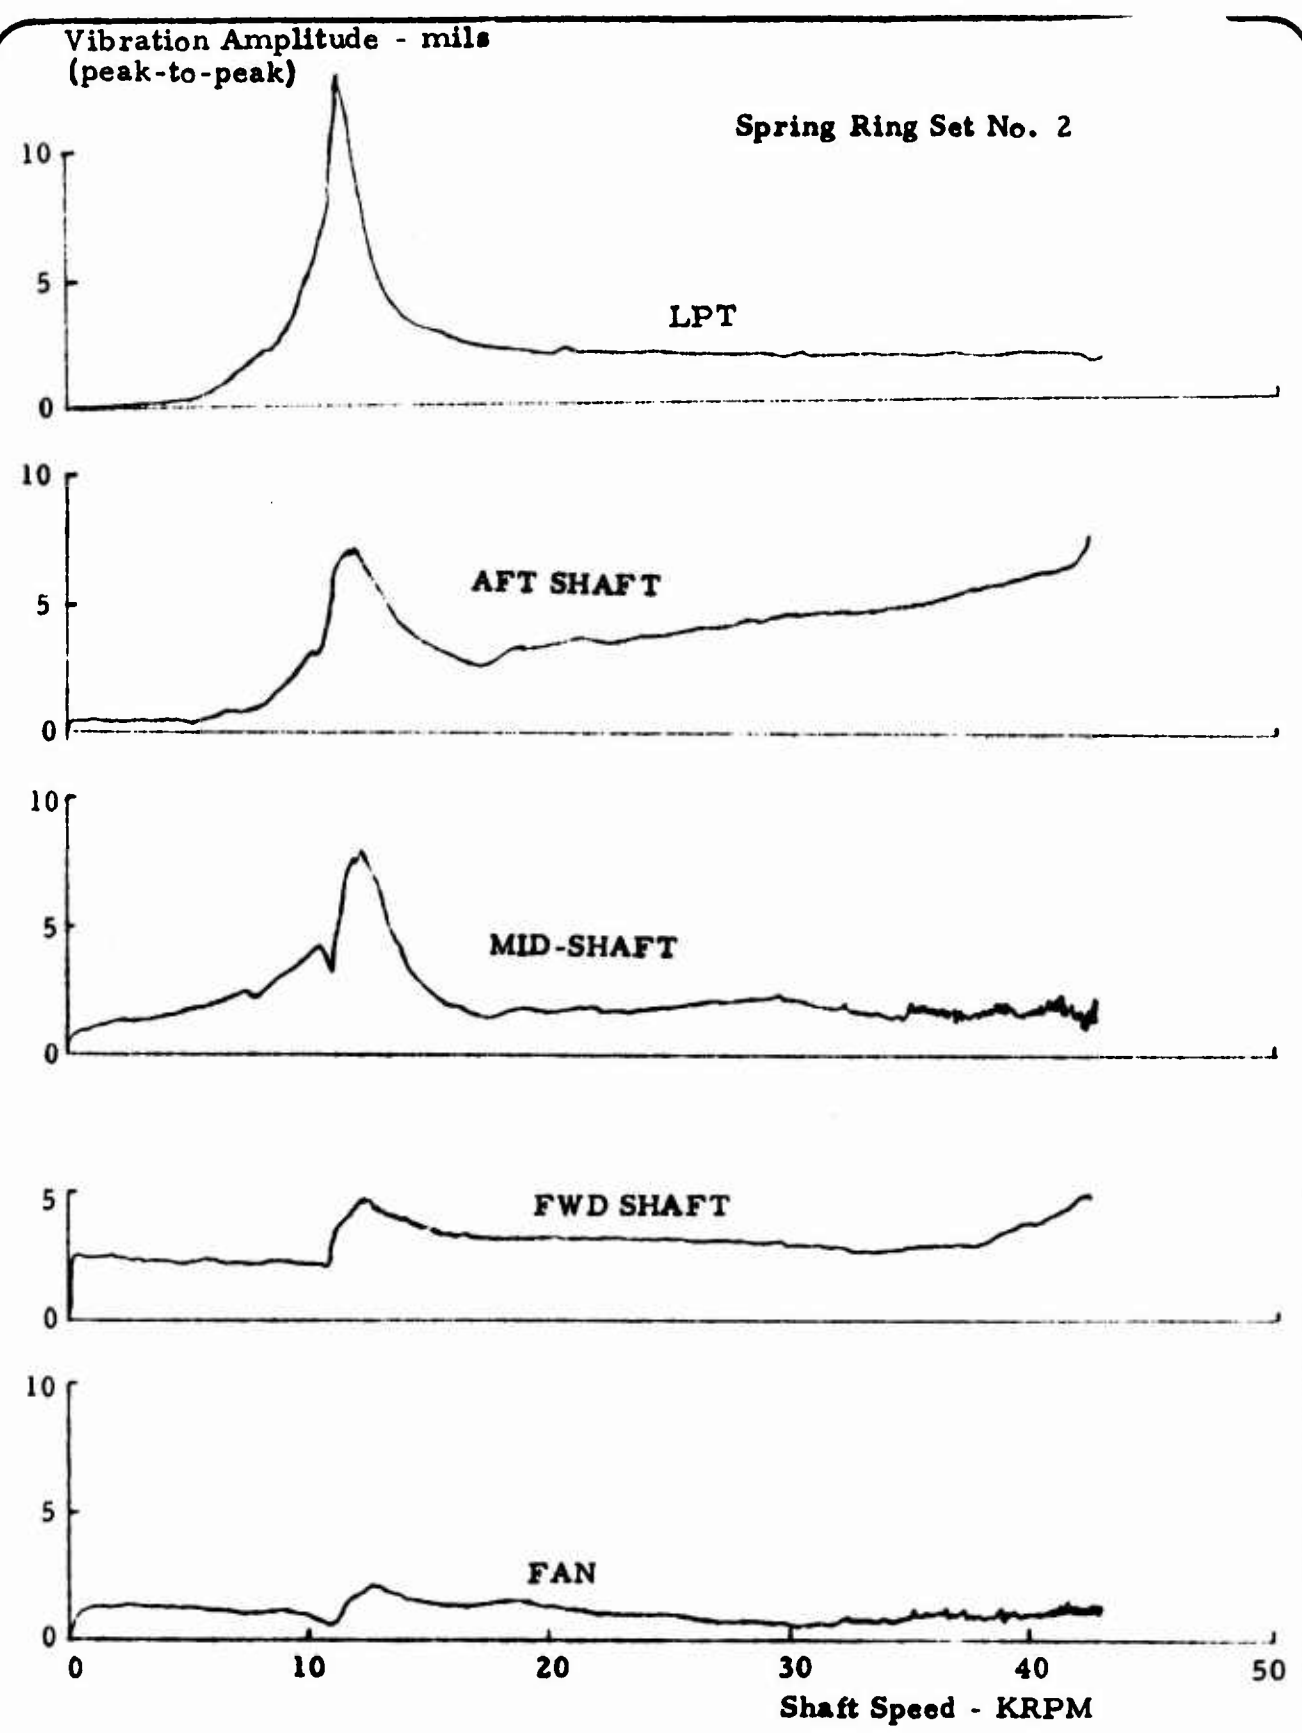 Vibration Amplitude - mils
(peak-to-peak)
Spring Ring Set No. 2
10
5
LPT
0
10
AFT SHAFT
5
0
10
5
MID-SHAFT
0
5
FWD SHAFT
0
10
5
FAN
0
0 10 20 30 40 50
Shaft Speed - KRPM